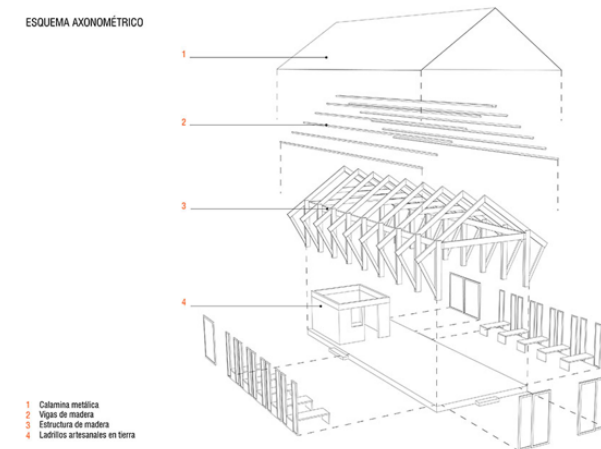 ESQUEMA AXONOMÉTRICO
1
2
3
4
1 Calamina metálica
2 Vigas de madera
3 Estructura de madera
4 Ladrillos artesanales en tierra